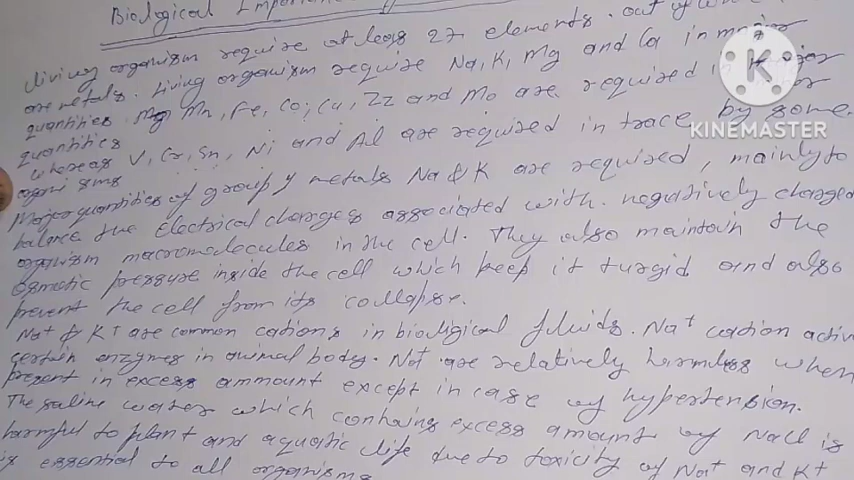 Biological Importance
living organism require at less 27 elements. out of
are metals. living organism require Na, K, Mg and Ca in major
quantities Mn, Fe, Co, Cu, Zz and Mo are required in
quantities
whereas V, Cr, Sn, Ni and Al are required in trace by some
organisms
Major quantities of group metals Na & K are required, mainly to
balence the electrical charges associated with negatively charged
organism macromolecules in the cell. They also maintain the
osmotic pressure inside the cell which keep it turgid and also
prevent the cell from its collapse.
Na+ & K+ are common cations in biological fluids. Na+ cation activ
certain enzymes in animal body. Na+ are relatively harmless when
present in excess ammount except in case of hypertension.
The saline water which contains excess amount of Nacl is
harmful to plant and aquatic life due to toxicity of Na+ and K+
is essential to all organisms
KINEMASTER